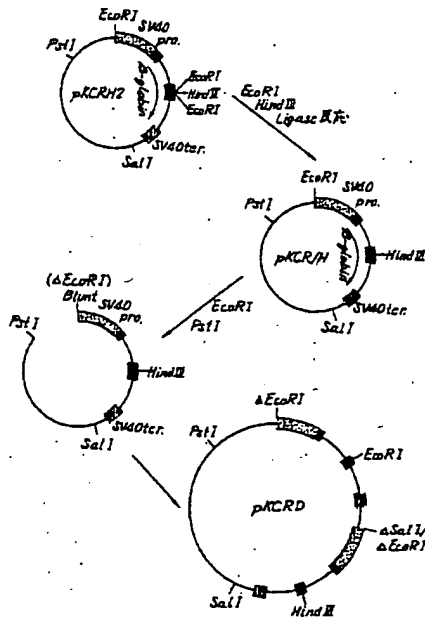 EcoRI
SV40
pro.
PstI
pKCRH2
β-globin
EcoRI
HindⅢ
EcoRI
SV40ter.
SalI
EcoRI
HindⅢ
Ligase
EcoRI
SV40
pro.
PstI
pKCR/H
β-globin
HindⅢ
SV40ter.
SalI
EcoRI
PstI
(ΔEcoRI)
Blunt
SV40
pro.
PstI
HindⅢ
SV40ter.
SalI
ΔEcoRI
PstI
EcoRI
pKCRD
ΔSalI/
ΔEcoRI
SalI
HindⅢ